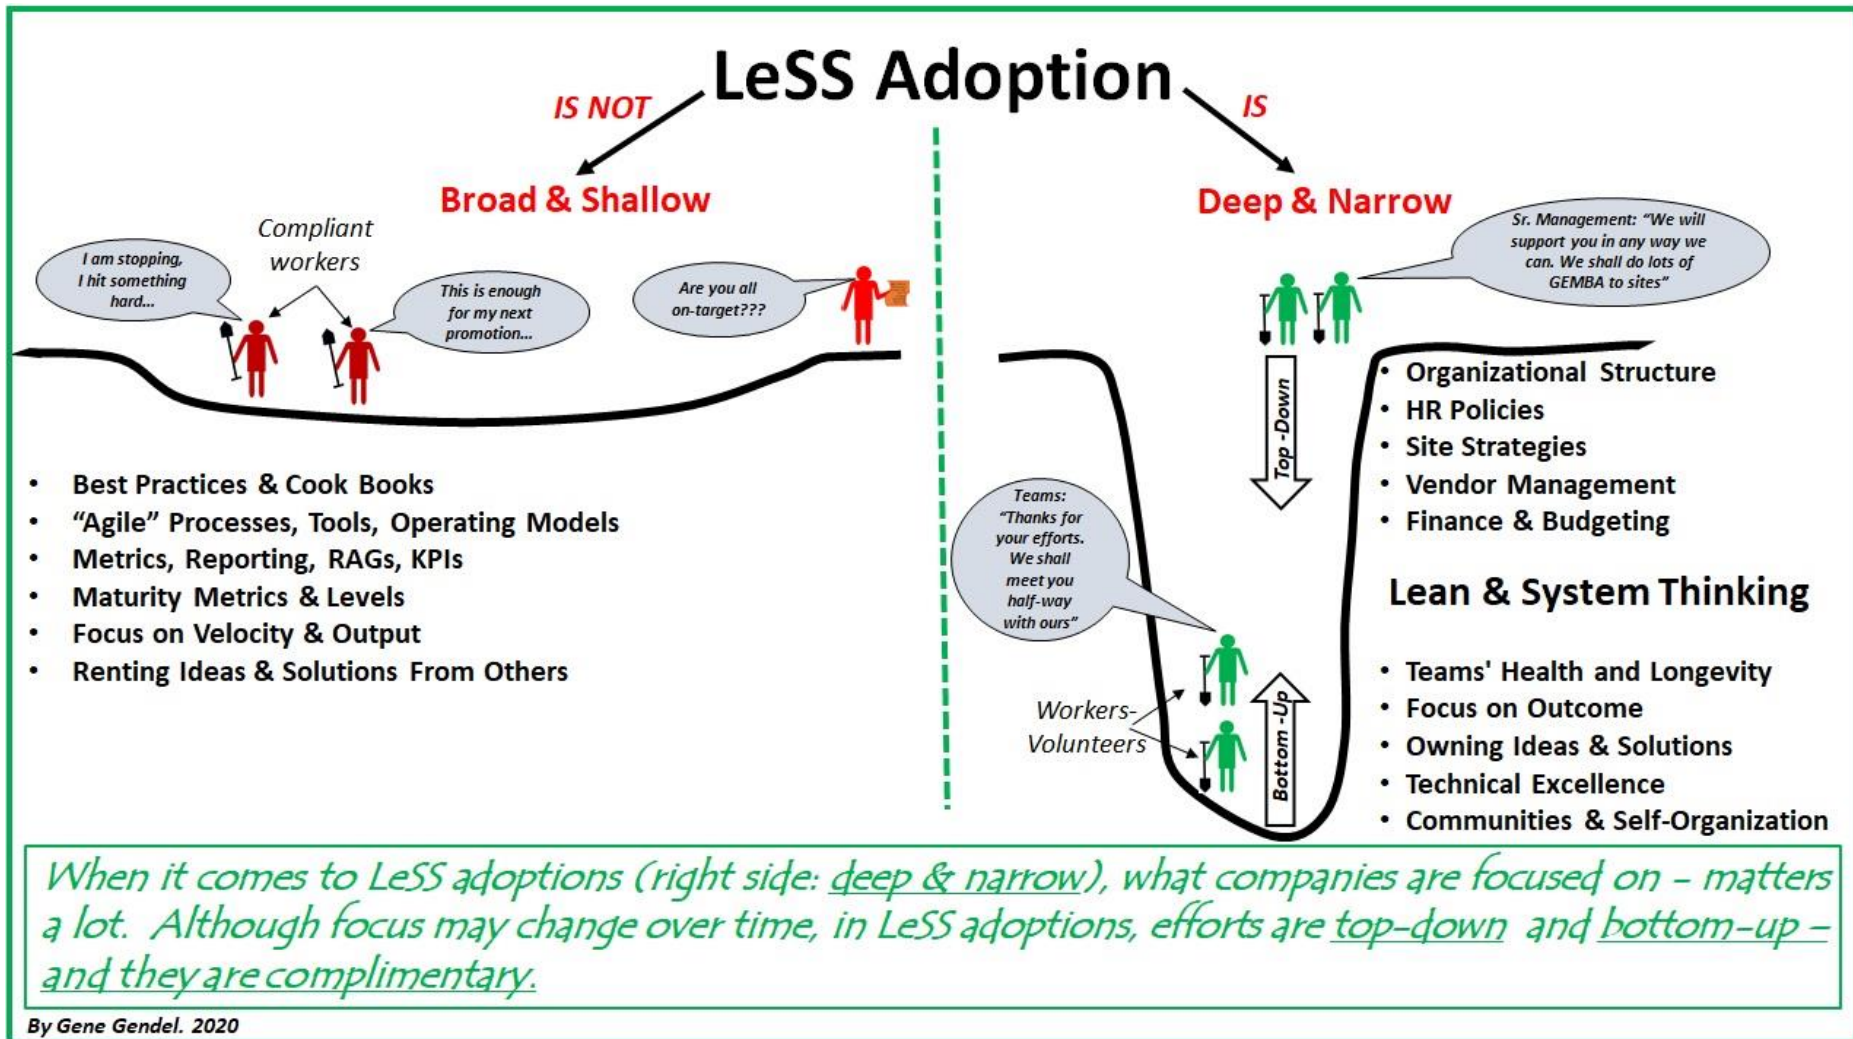 LeSS Adoption
IS NOT
IS
Broad & Shallow
Compliant
workers
I am stopping,
I hit something
hard...
This is enough
for my next
promotion...
Are you all
on-target???
• Best Practices & Cook Books
• “Agile” Processes, Tools, Operating Models
• Metrics, Reporting, RAGs, KPIs
• Maturity Metrics & Levels
• Focus on Velocity & Output
• Renting Ideas & Solutions From Others
Deep & Narrow
Sr. Management: “We will
support you in any way we
can. We shall do lots of
GEMBA to sites”
Top -Down
• Organizational Structure
• HR Policies
• Site Strategies
• Vendor Management
• Finance & Budgeting
Teams:
“Thanks for
your efforts.
We shall
meet you
half-way
with ours”
Lean & System Thinking
Workers-
Volunteers
Bottom -Up
• Teams' Health and Longevity
• Focus on Outcome
• Owning Ideas & Solutions
• Technical Excellence
• Communities & Self-Organization
When it comes to LeSS adoptions (right side: deep & narrow), what companies are focused on – matters
a lot. Although focus may change over time, in LeSS adoptions, efforts are top-down and bottom-up –
and they are complimentary.
By Gene Gendel. 2020